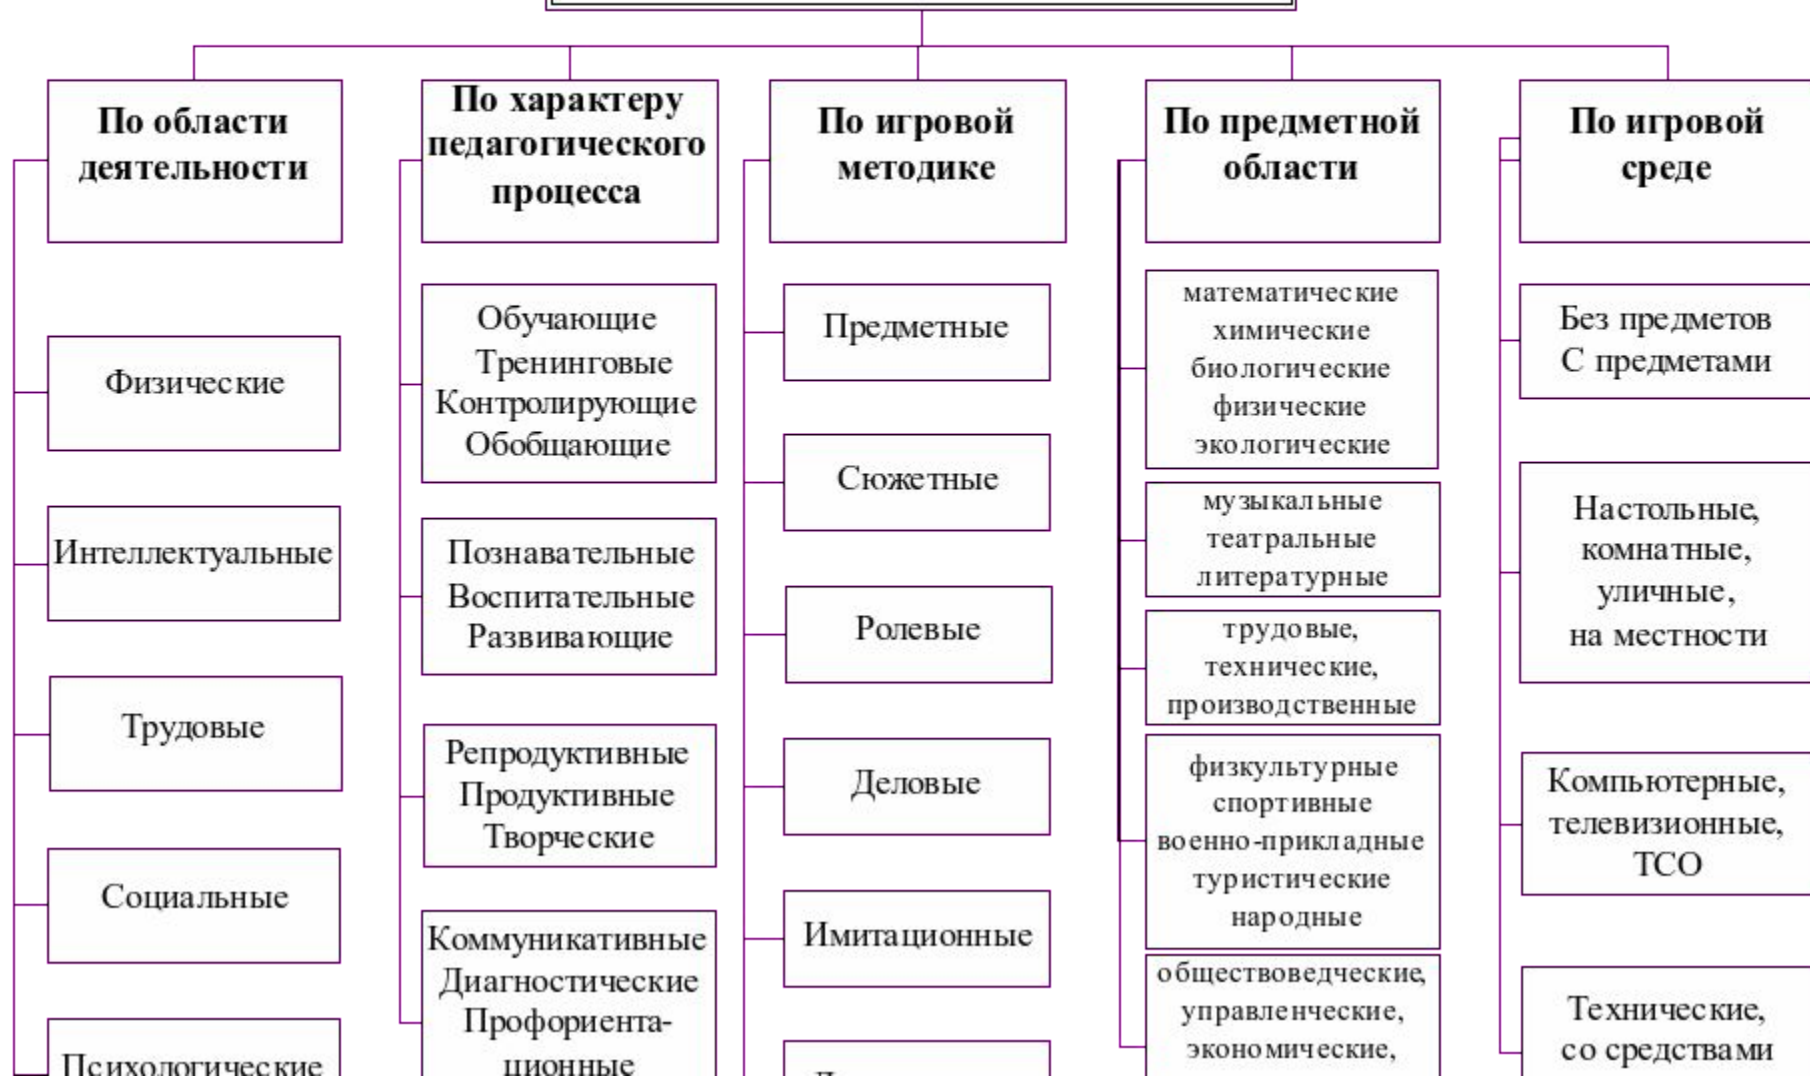 По области
деятельности
Физические
Интеллектуальные
Трудовые
Социальные
Психологические
По характеру
педагогического
процесса
Обучающие
Тренинговые
Контролирующие
Обобщающие
Познавательные
Воспитательные
Развивающие
Репродуктивные
Продуктивные
Творческие
Коммуникативные
Диагностические
Профориента-
ционные
По игровой
методике
Предметные
Сюжетные
Ролевые
Деловые
Имитационные
По предметной
области
математические
химические
биологические
физические
экологические
музыкальные
театральные
литературные
трудовые,
технические,
производственные
физкультурные
спортивные
военно-прикладные
туристические
народные
обществоведческие,
управленческие,
экономические,
По игровой
среде
Без предметов
С предметами
Настольные,
комнатные,
уличные,
на местности
Компьютерные,
телевизионные,
ТСО
Технические,
со средствами